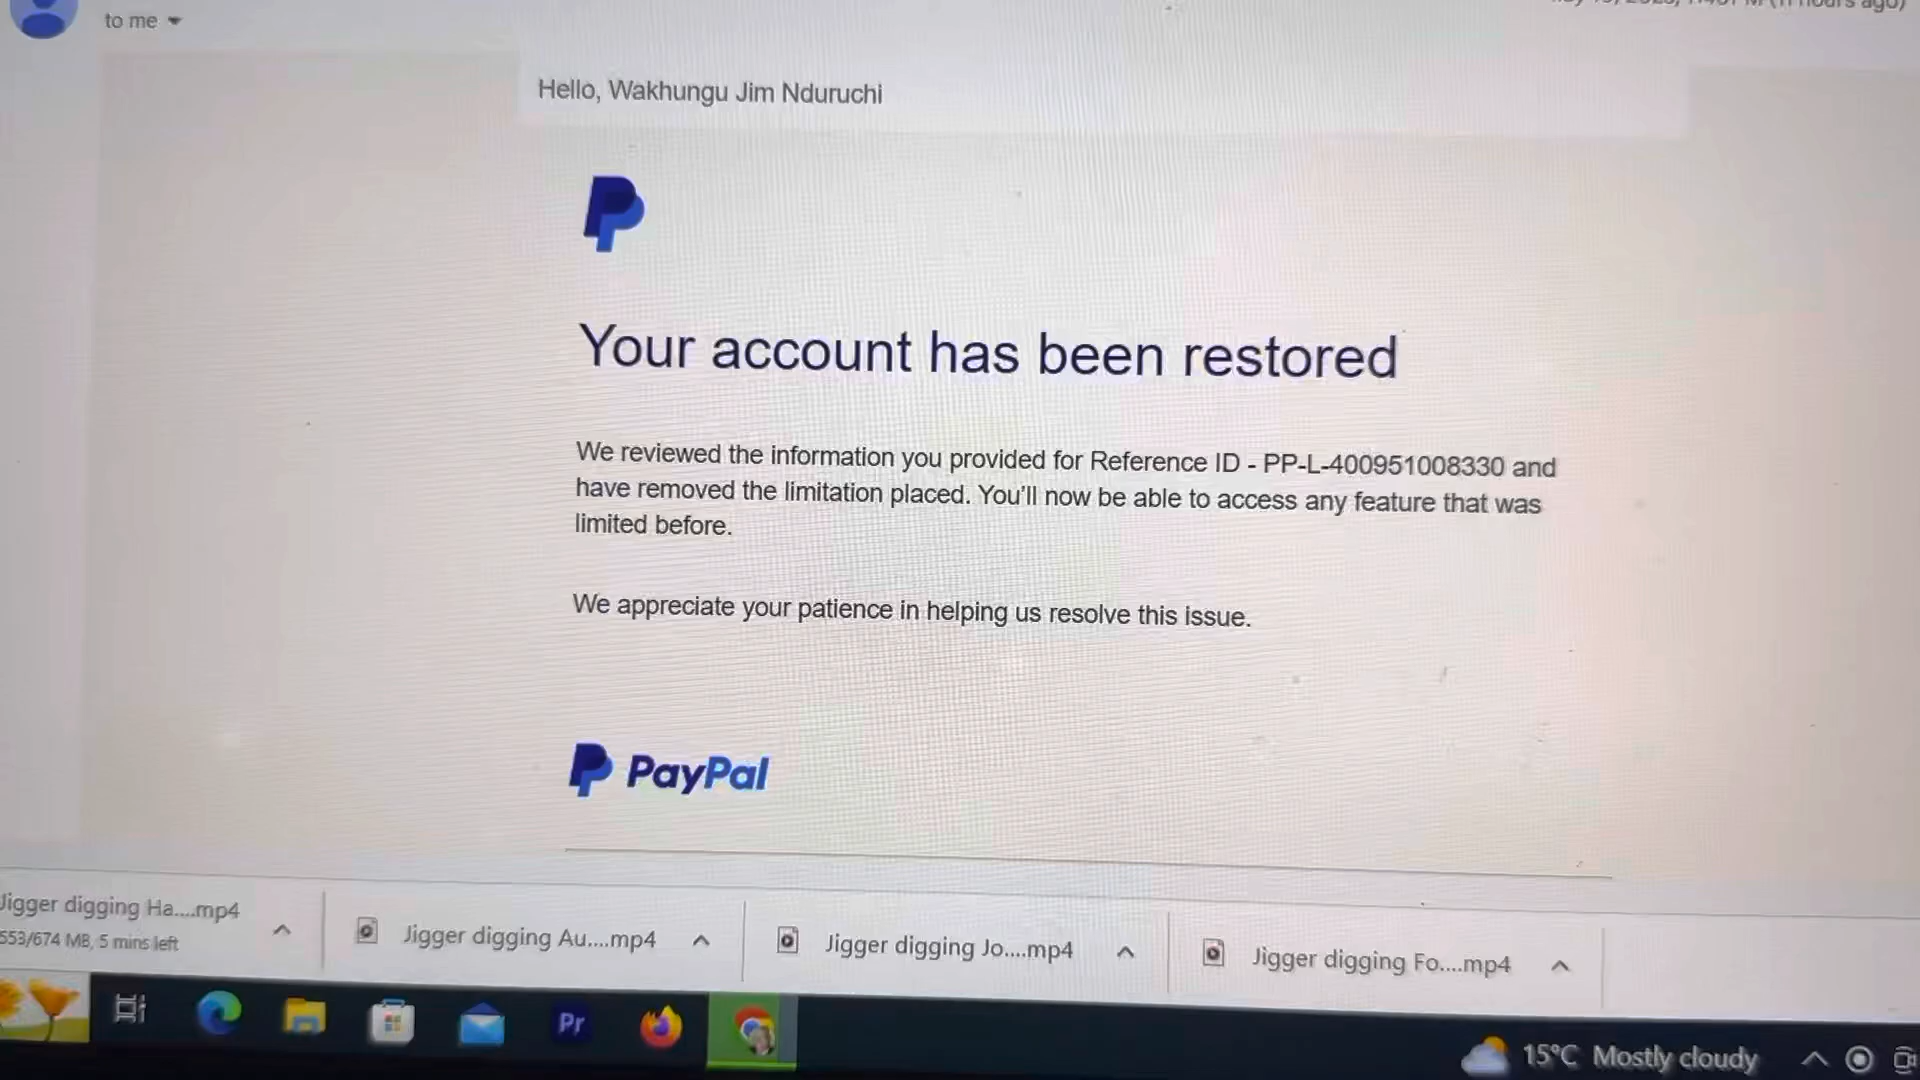 to me
hours ago)
Hello, Wakhungu Jim Nduruchi
Your account has been restored
We reviewed the information you provided for Reference ID - PP-L-400951008330 and
have removed the limitation placed. You'll now be able to access any feature that was
limited before.
We appreciate your patience in helping us resolve this issue.
PayPal
Jigger digging Ha....mp4
553/674 MB, 5 mins left
Jigger digging Au....mp4
Jigger digging Jo....mp4
Jigger digging Fo....mp4
Pr
15°C Mostly cloudy